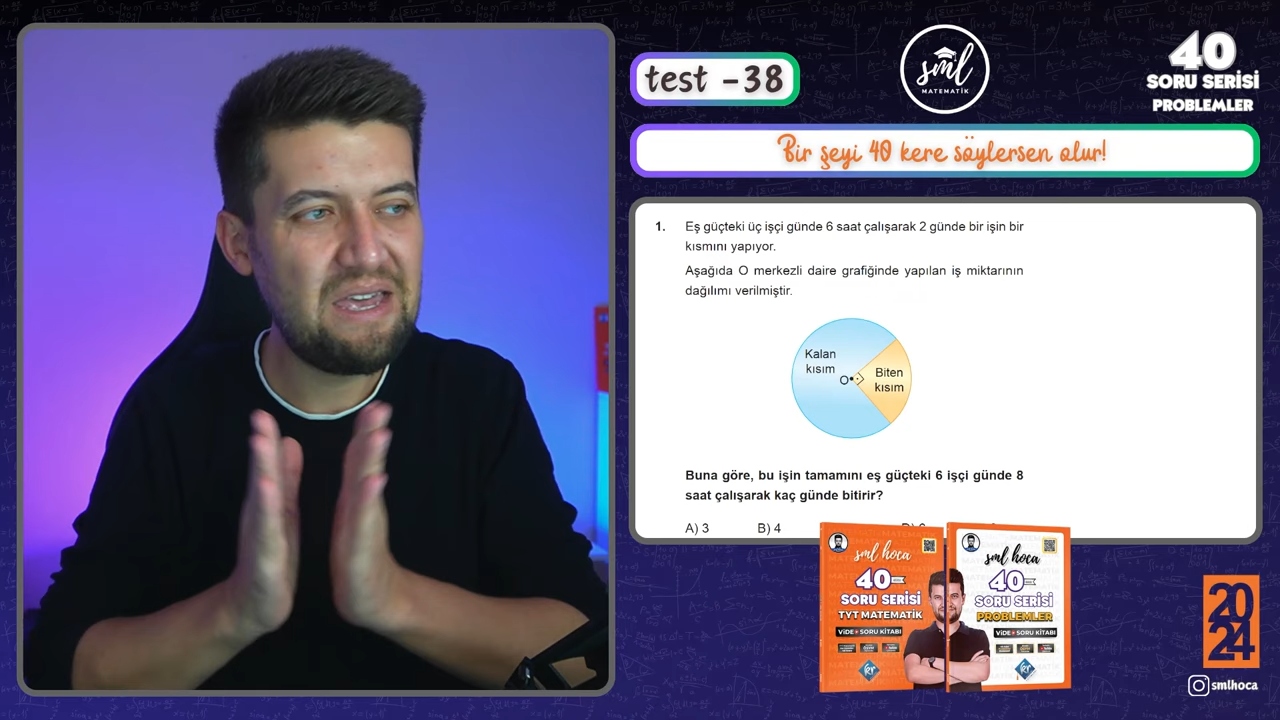 test -38
sml
MATEMATİK
40
SORU SERİSİ
PROBLEMLER
Bir şeyi 40 kere söylersen olur!
1. Eş güçteki üç işçi günde 6 saat çalışarak 2 günde bir işin bir
kısmını yapıyor.
Aşağıda O merkezli daire grafiğinde yapılan iş miktarının
dağılımı verilmiştir.
Kalan
kısım
O
Biten
kısım
Buna göre, bu işin tamamını eş güçteki 6 işçi günde 8
saat çalışarak kaç günde bitirir?
A) 3 B) 4
sml hoca
40
SORU SERİSİ
TYT MATEMATİK
VİDEO SORU KİTABI
sml hoca
40
SORU SERİSİ
PROBLEMLER
VİDEO SORU KİTABI
2024
smlhoca